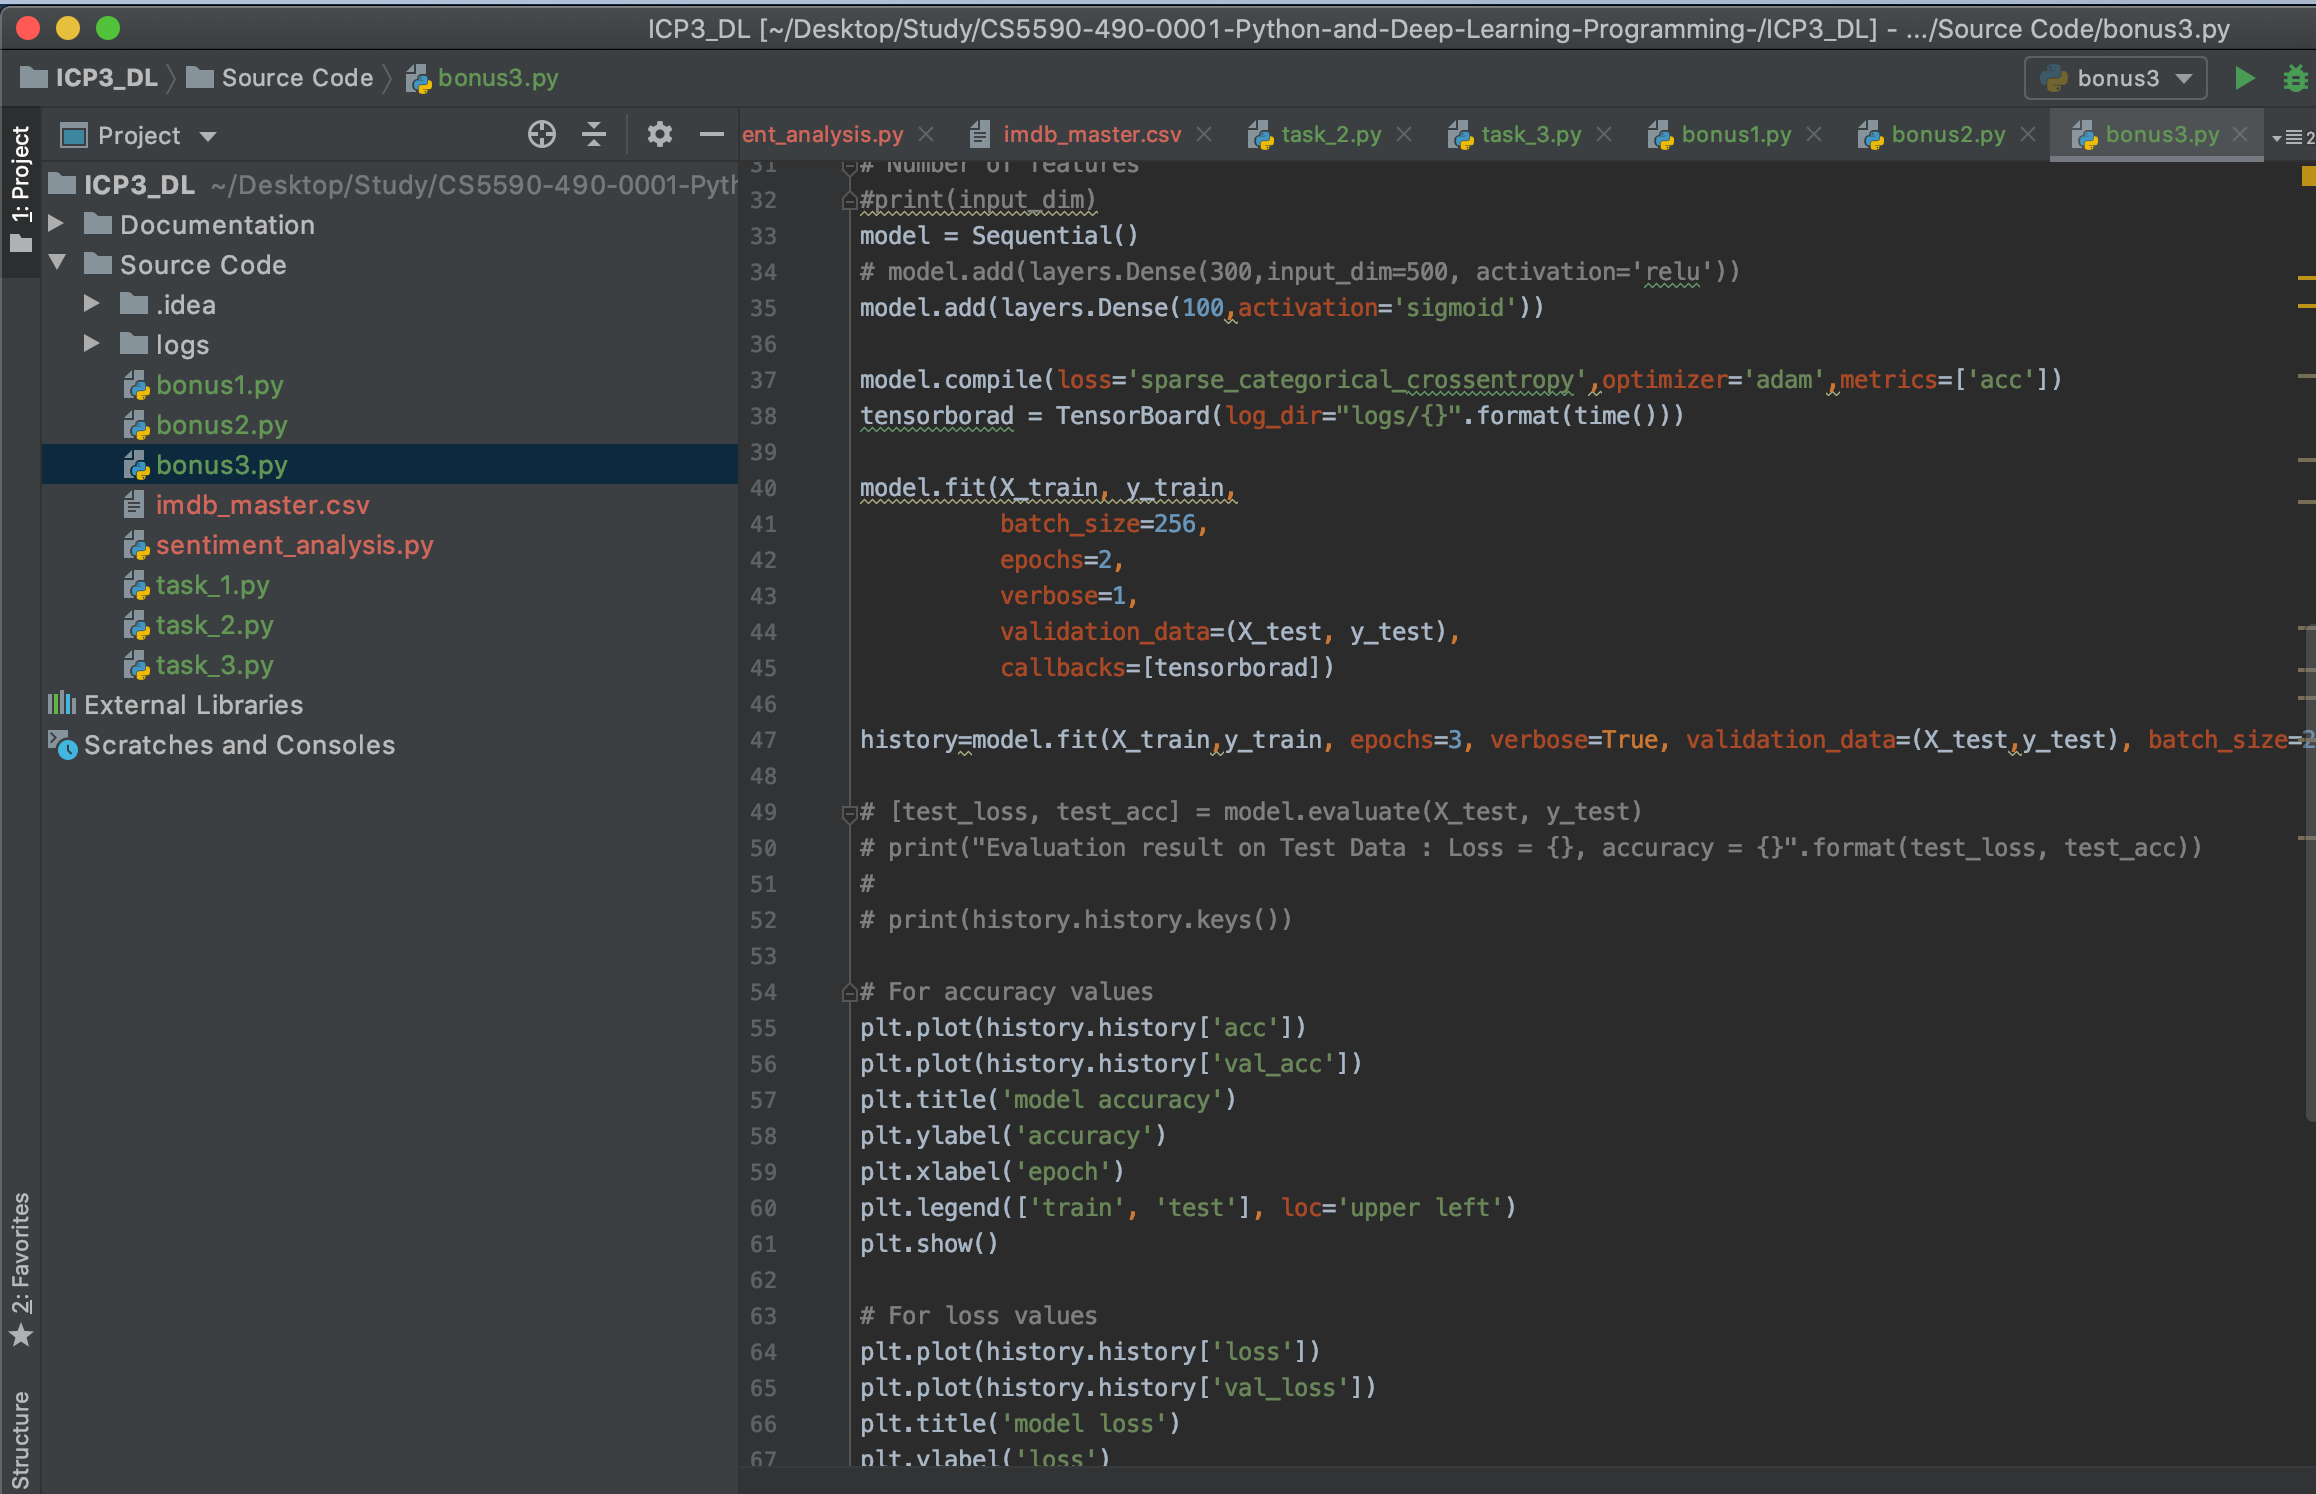 ICP3_DL [~/Desktop/Study/CS5590-490-0001-Python-and-Deep-Learning-Programming-/ICP3_DL] - .../Source Code/bonus3.py
ICP3_DL Source Code bonus3.py
bonus3
1: Project
2: Favorites
Structure
Project
ICP3_DL ~/Desktop/Study/CS5590-490-0001-Pyth
Documentation
Source Code
.idea
logs
bonus1.py
bonus2.py
bonus3.py
imdb_master.csv
sentiment_analysis.py
task_1.py
task_2.py
task_3.py
External Libraries
Scratches and Consoles
ent_analysis.py imdb_master.csv task_2.py task_3.py bonus1.py bonus2.py bonus3.py 2
31 # Number of features
32 #print(input_dim)
33 model = Sequential()
34 # model.add(layers.Dense(300,input_dim=500, activation='relu'))
35 model.add(layers.Dense(100,activation='sigmoid'))
36
37 model.compile(loss='sparse_categorical_crossentropy',optimizer='adam',metrics=['acc'])
38 tensorborad = TensorBoard(log_dir="logs/{}".format(time()))
39
40 model.fit(X_train, y_train,
41 batch_size=256,
42 epochs=2,
43 verbose=1,
44 validation_data=(X_test, y_test),
45 callbacks=[tensorborad])
46
47 history=model.fit(X_train,y_train, epochs=3, verbose=True, validation_data=(X_test,y_test), batch_size=2
48
49 # [test_loss, test_acc] = model.evaluate(X_test, y_test)
50 # print("Evaluation result on Test Data : Loss = {}, accuracy = {}".format(test_loss, test_acc))
51 #
52 # print(history.history.keys())
53
54 # For accuracy values
55 plt.plot(history.history['acc'])
56 plt.plot(history.history['val_acc'])
57 plt.title('model accuracy')
58 plt.ylabel('accuracy')
59 plt.xlabel('epoch')
60 plt.legend(['train', 'test'], loc='upper left')
61 plt.show()
62
63 # For loss values
64 plt.plot(history.history['loss'])
65 plt.plot(history.history['val_loss'])
66 plt.title('model loss')
67 plt.ylabel('loss')